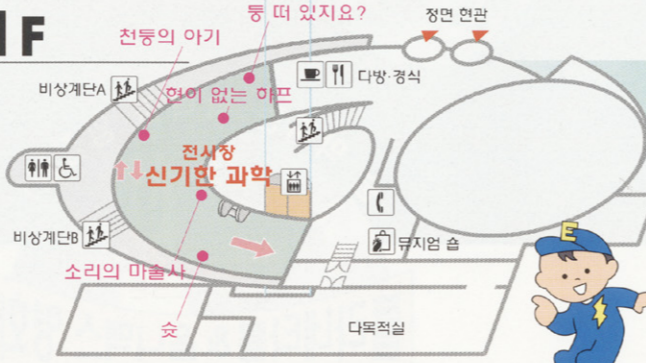 1F
둥 떠 있지요?
정면 현관
천둥의 아기
비상계단A
다방·경식
현이 없는 하프
전시장
신기한 과학
비상계단B
뮤지엄 숍
소리의 마술사
슛
다목적실
E